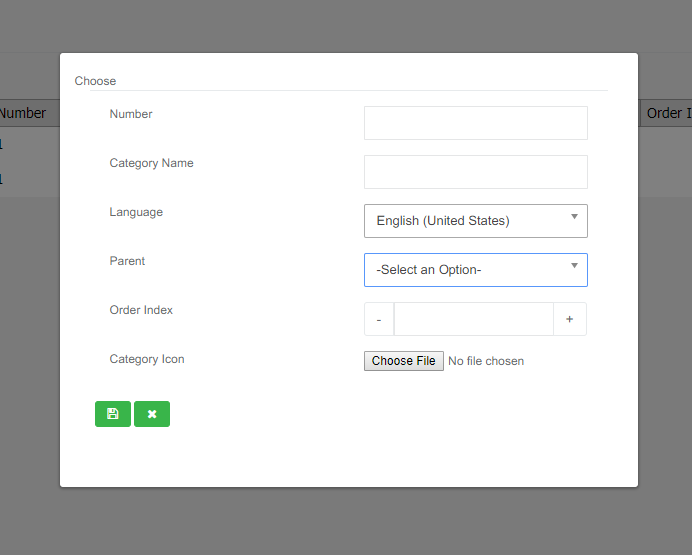 Choose
Number
Number
Order I
Category Name
1
Language
English (United States)
1
Parent
-Select an Option-
Order Index
-
+
Category Icon
Choose File
No file chosen